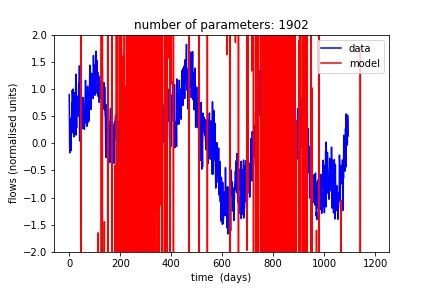 number of parameters: 1902
2.0
1.5
1.0
0.5
0.0
−0.5
−1.0
−1.5
−2.0
flows (normalised units)
data
model
0 200 400 600 800 1000 1200
time (days)